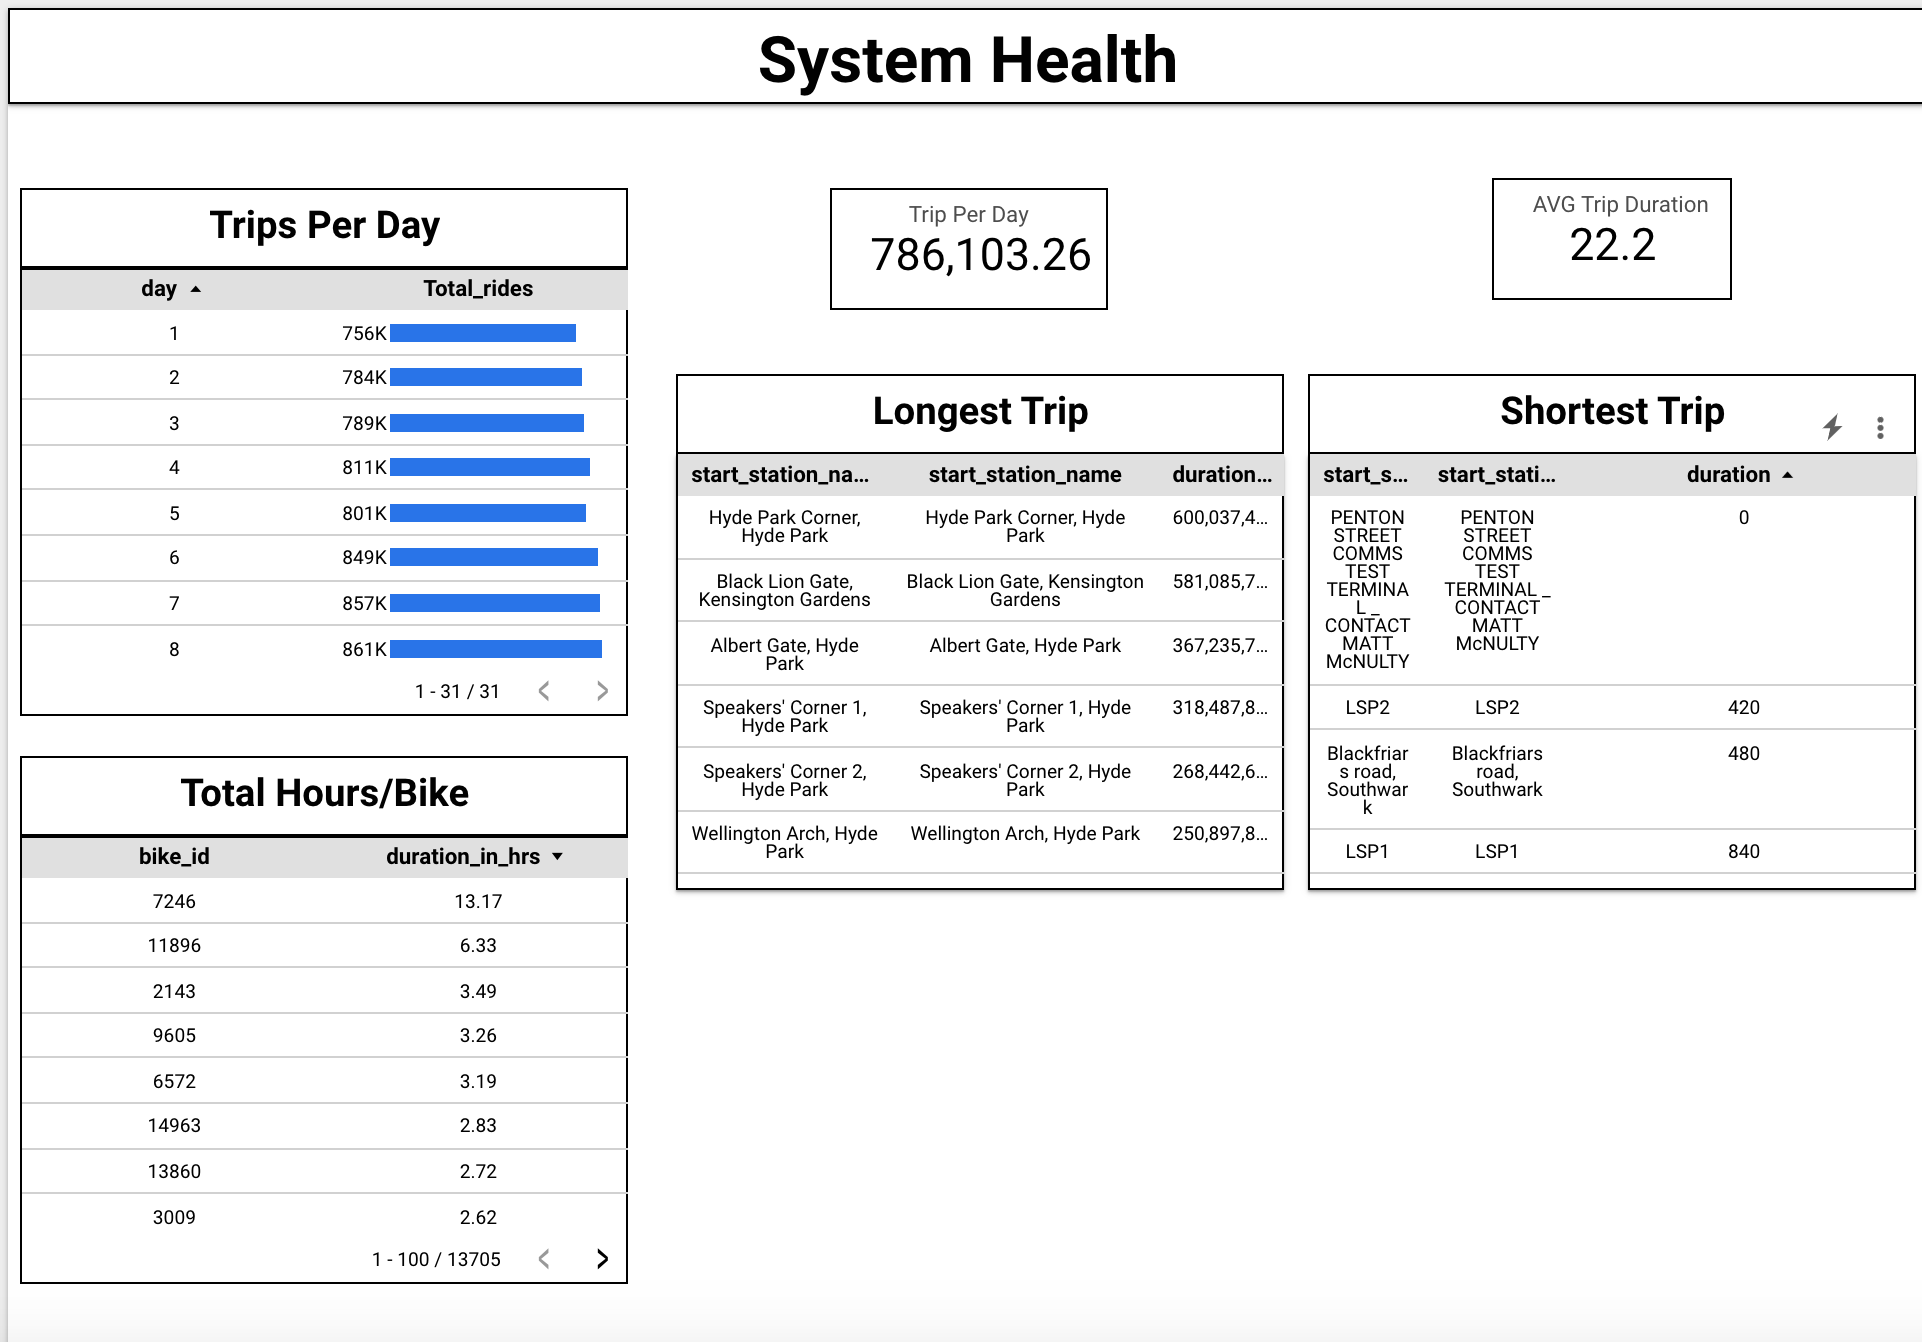 System Health
Trips Per Day
day Total_rides
1 756K
2 784K
3 789K
4 811K
5 801K
6 849K
7 857K
8 861K
1 - 31 / 31
Total Hours/Bike
bike_id duration_in_hrs
7246 13.17
11896 6.33
2143 3.49
9605 3.26
6572 3.19
14963 2.83
13860 2.72
3009 2.62
1 - 100 / 13705
Trip Per Day
786,103.26
AVG Trip Duration
22.2
Longest Trip
start_station_na... start_station_name duration...
Hyde Park Corner, Hyde Park Corner, Hyde 600,037,4...
Hyde Park Park
Black Lion Gate, Black Lion Gate, Kensington 581,085,7...
Kensington Gardens Gardens
Albert Gate, Hyde Albert Gate, Hyde Park 367,235,7...
Park
Speakers' Corner 1, Speakers' Corner 1, Hyde 318,487,8...
Hyde Park Park
Speakers' Corner 2, Speakers' Corner 2, Hyde 268,442,6...
Hyde Park Park
Wellington Arch, Hyde Wellington Arch, Hyde Park 250,897,8...
Park
Shortest Trip
start_s... start_stati... duration
PENTON PENTON 0
STREET STREET
COMMS COMMS
TEST TEST
TERMINA TERMINAL _
L _ CONTACT
CONTACT MATT
MATT McNULTY
McNULTY
LSP2 LSP2 420
Blackfriar Blackfriars 480
s road, road,
Southwar Southwark
k
LSP1 LSP1 840